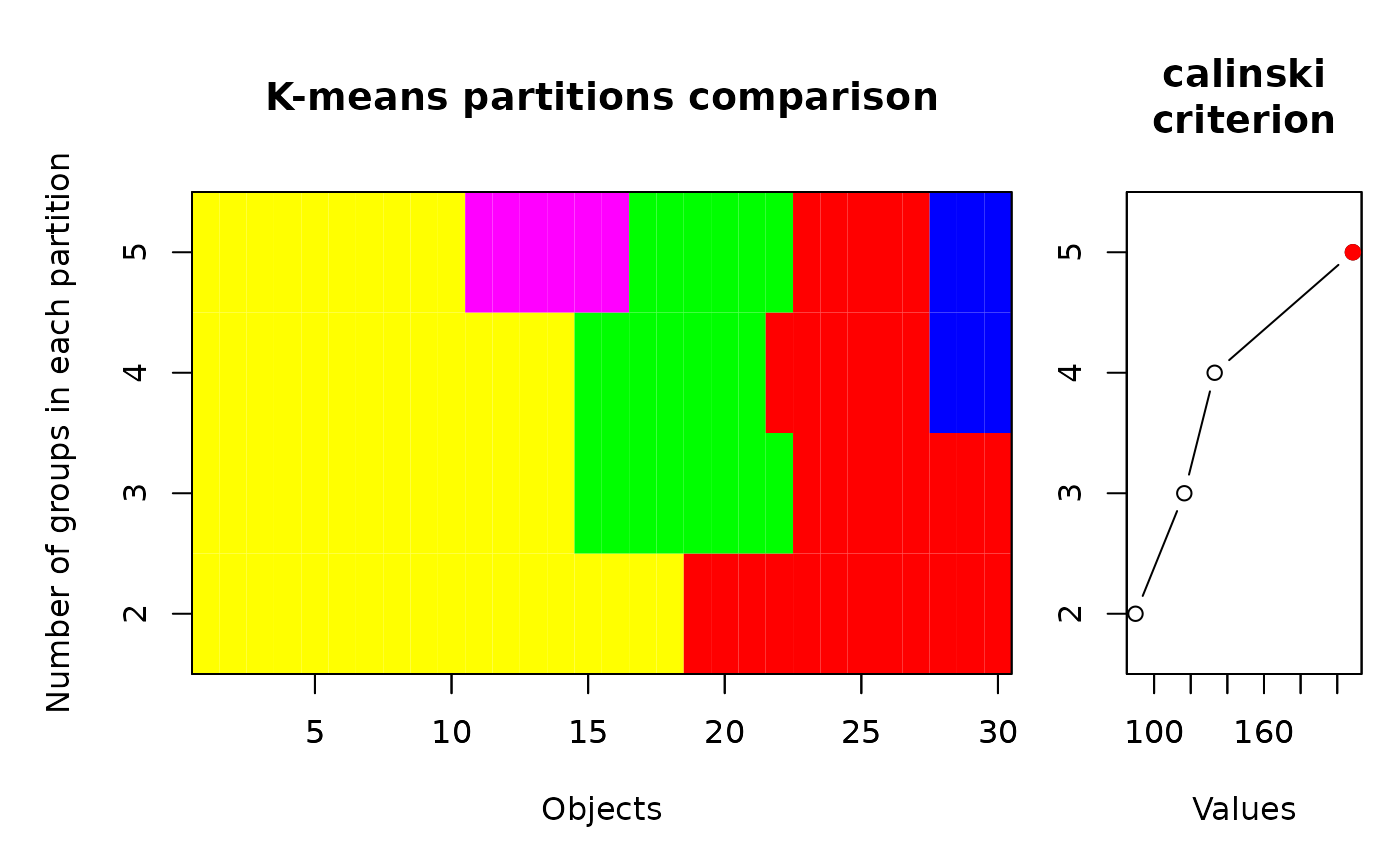 K-means partitions comparison
calinski
criterion
Number of groups in each partition
5
4
3
2
5 10 15 20 25 30
Objects
5
4
3
2
100 160
Values